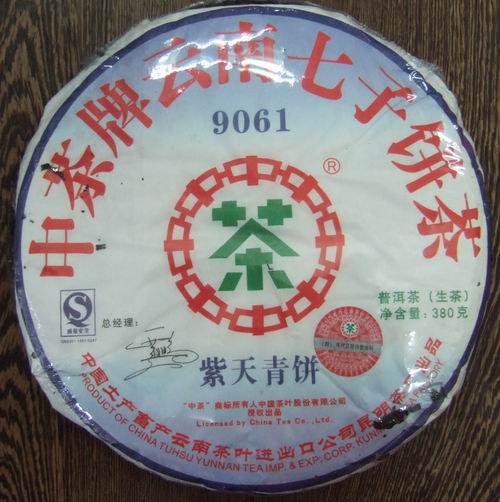 中茶牌云南七子饼茶
9061
®
茶
普洱茶（生茶）
净含量：380克
总经理：
紫天青饼
"中茶"商标所有人中国茶叶股份有限公司
授权出品
Licensed by China Tea Co., Ltd.
中国土产畜产云南茶叶进出口公司昆明
PRODUCT OF CHINA TUHSU YUNNAN TEA IMP. & EXP. CORP. KUN